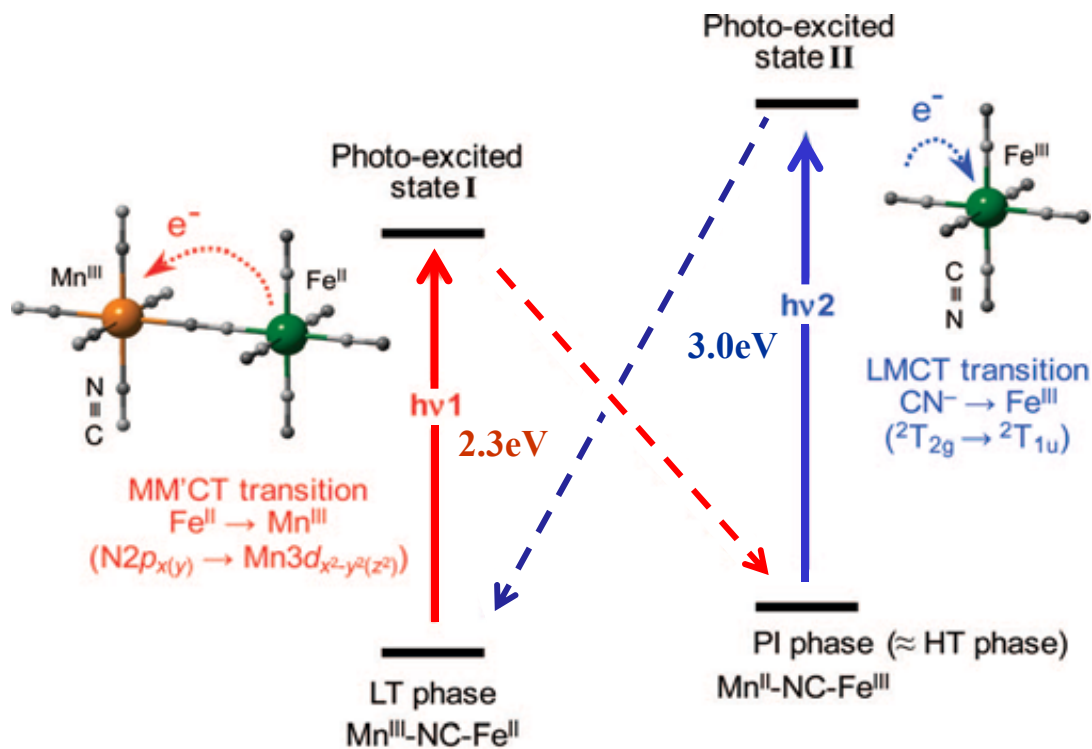 Photo-excited
state II
e⁻
Fe^III
C
≡
N
Photo-excited
state I
e⁻
Mn^III
Fe^II
N
≡
C
hν1
2.3eV
3.0eV
hν2
LMCT transition
CN⁻ → Fe^III
(²T₂g → ²T₁u)
MM'CT transition
Fe^II → Mn^III
(N2pₓ(y) → Mn3d_x²-y²(z²))
LT phase
Mn^III-NC-Fe^II
PI phase (≈ HT phase)
Mn^II-NC-Fe^III